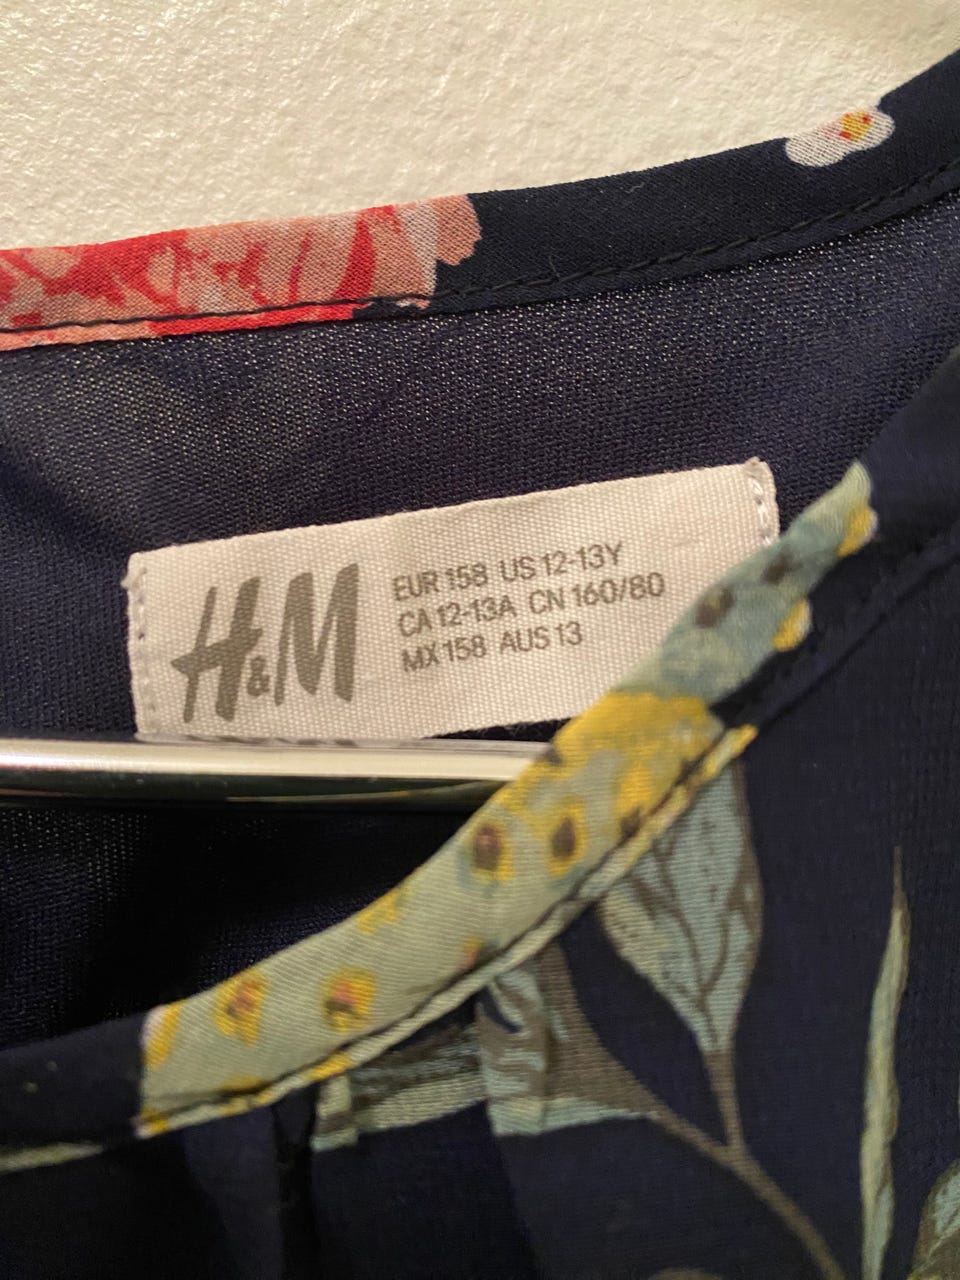 H&M
EUR 158 US 12-13Y
CA 12-13A CN 160/80
MX 158 AUS 13